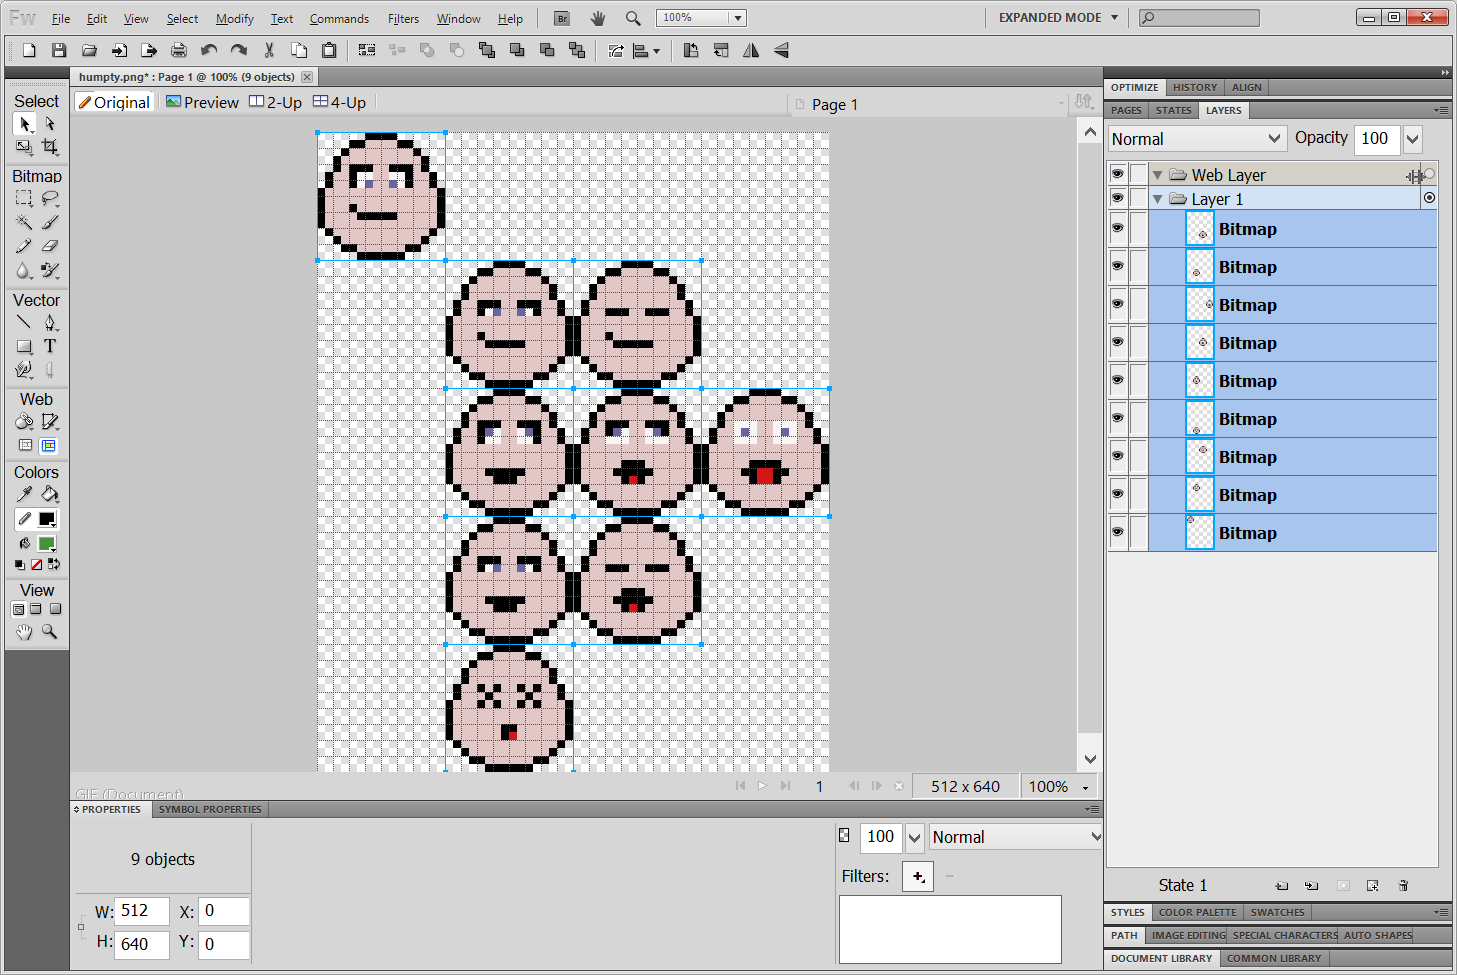 Fw File Edit View Select Modify Text Commands Filters Window Help Br 100% EXPANDED MODE
humpty.png* : Page 1 @ 100% (9 objects)
Original Preview 2-Up 4-Up Page 1
Select
Bitmap
Vector
T
Web
Colors
View
OPTIMIZE HISTORY ALIGN
PAGES STATES LAYERS
Normal Opacity 100
Web Layer
Layer 1
Bitmap
Bitmap
Bitmap
Bitmap
Bitmap
Bitmap
Bitmap
Bitmap
Bitmap
State 1
STYLES COLOR PALETTE SWATCHES
PATH IMAGE EDITING SPECIAL CHARACTERS AUTO SHAPES
DOCUMENT LIBRARY COMMON LIBRARY
GIF (Document)
1 512 x 640 100%
PROPERTIES SYMBOL PROPERTIES
9 objects
W: 512 X: 0
H: 640 Y: 0
100 Normal
Filters: